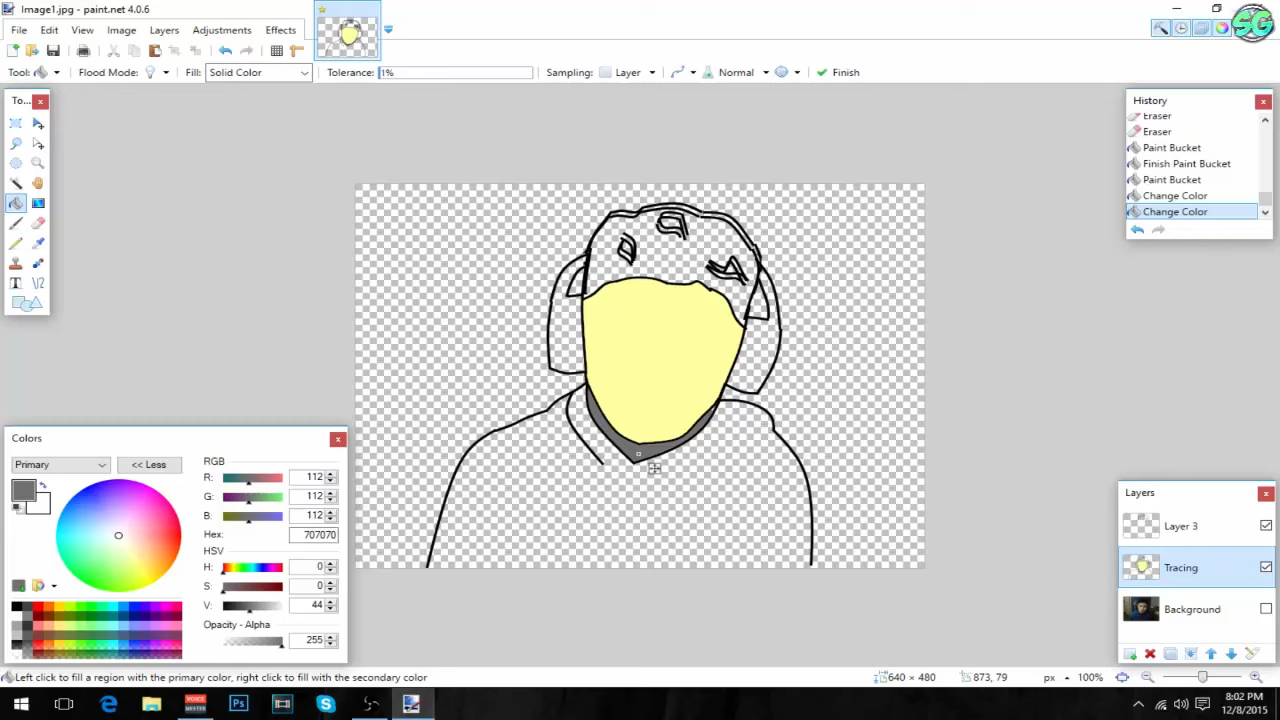 Image1.jpg - paint.net 4.0.6
SG
File Edit View Image Layers Adjustments Effects
Tool: Flood Mode: Fill: Solid Color Tolerance: 1% Sampling: Layer Normal Finish
To...
History
Eraser
Eraser
Paint Bucket
Finish Paint Bucket
Paint Bucket
Change Color
Change Color
Colors
Primary << Less
RGB
R: 112
G: 112
B: 112
Hex: 707070
HSV
H: 0
S: 0
V: 44
Opacity - Alpha
255
Layers
Layer 3
Tracing
Background
Left click to fill a region with the primary color, right click to fill with the secondary color
640 × 480 873, 79 px 100%
VOICE
Ps
8:02 PM
12/8/2015